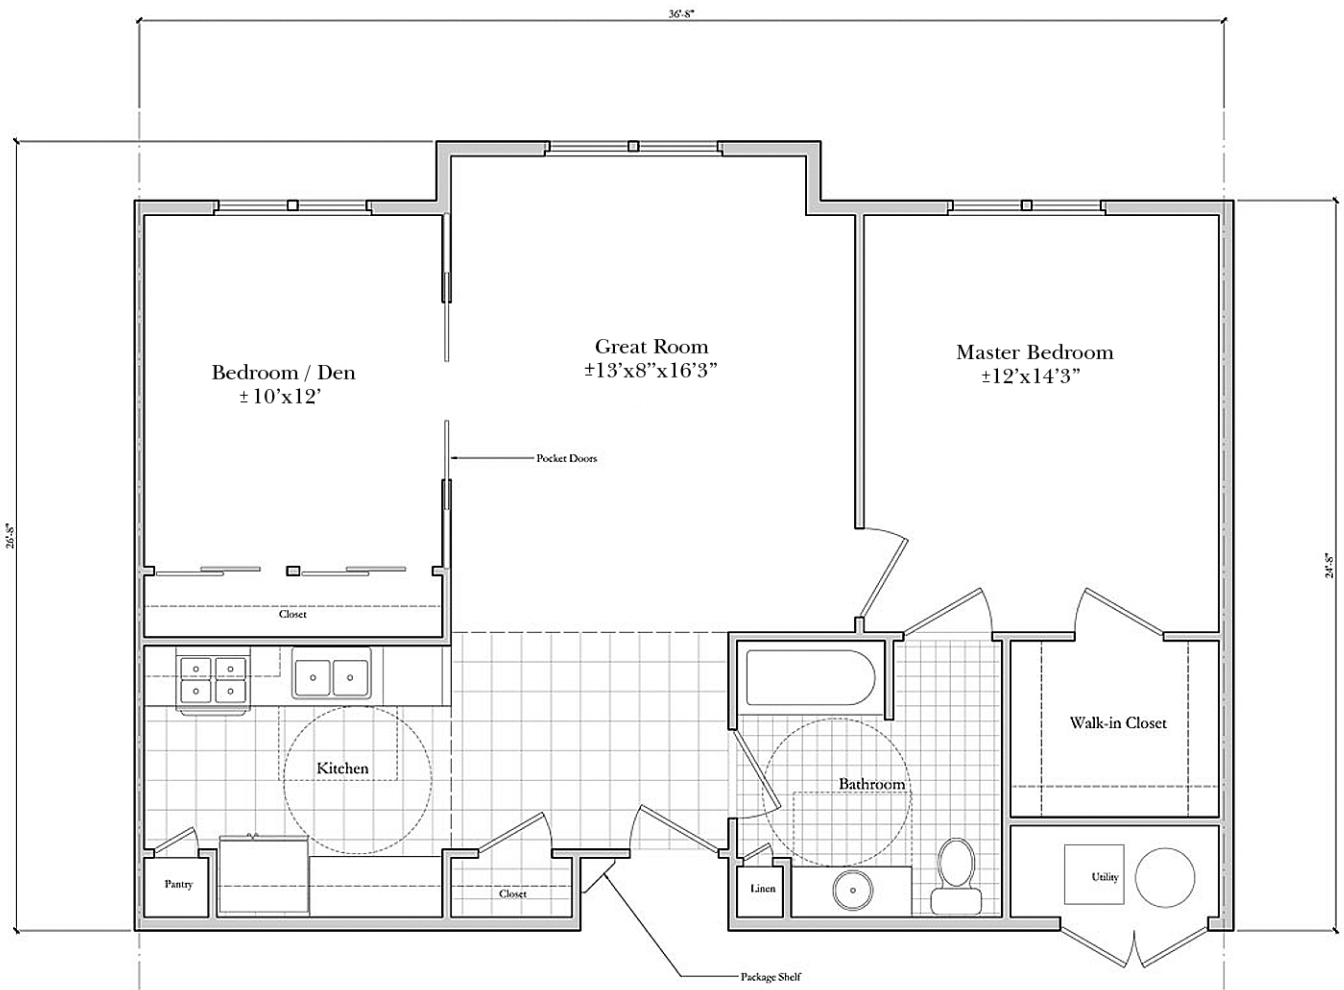 36'-8"
Great Room
±13'x8"x16'3"
Master Bedroom
±12'x14'3"
Bedroom / Den
± 10'x12'
Pocket Doors
26'-8"
24'-8"
Closet
Walk-in Closet
Kitchen
Bathroom
Pantry
Closet
Linen
Utility
Package Shelf